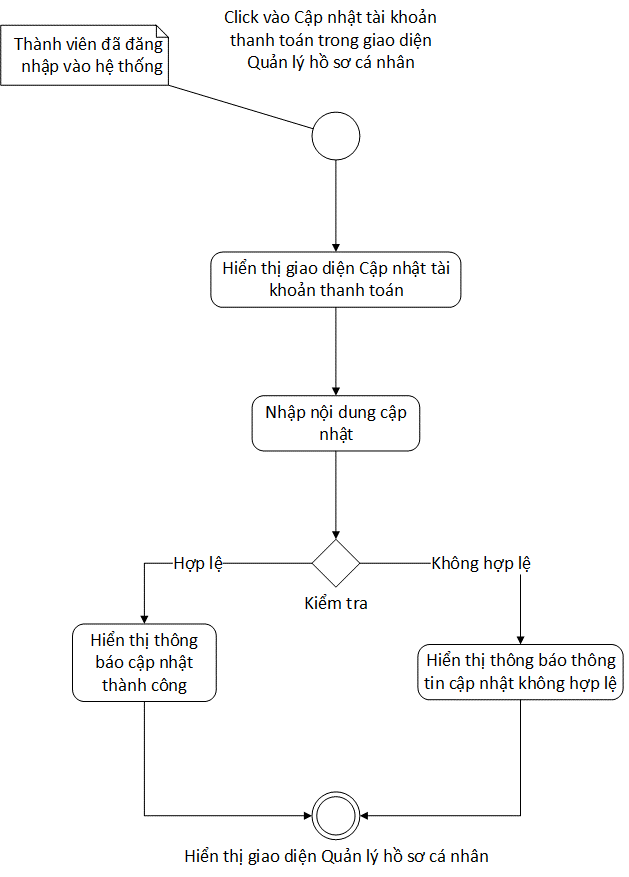 Click vào Cập nhật tài khoản
thanh toán trong giao diện
Quản lý hồ sơ cá nhân
Thành viên đã đăng
nhập vào hệ thống
Hiển thị giao diện Cập nhật tài
khoản thanh toán
Nhập nội dung cập
nhật
Hợp lệ
Không hợp lệ
Kiểm tra
Hiển thị thông
báo cập nhật
thành công
Hiển thị thông báo thông
tin cập nhật không hợp lệ
Hiển thị giao diện Quản lý hồ sơ cá nhân